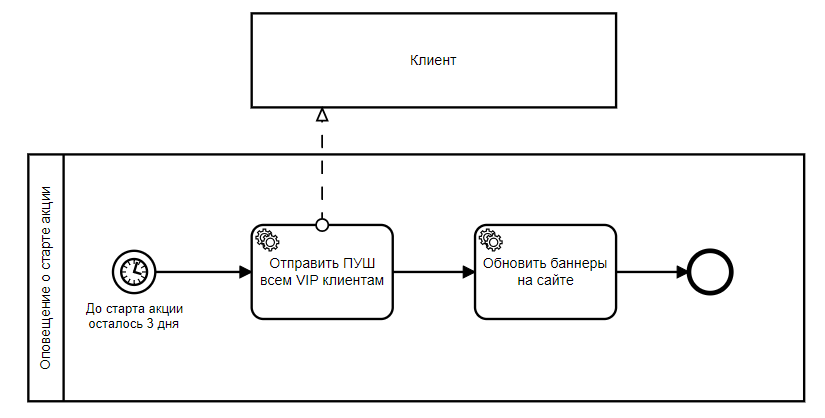 Клиент
Оповещение о старте акции
Отправить ПУШ
всем VIP клиентам
Обновить баннеры
на сайте
До старта акции
осталось 3 дня